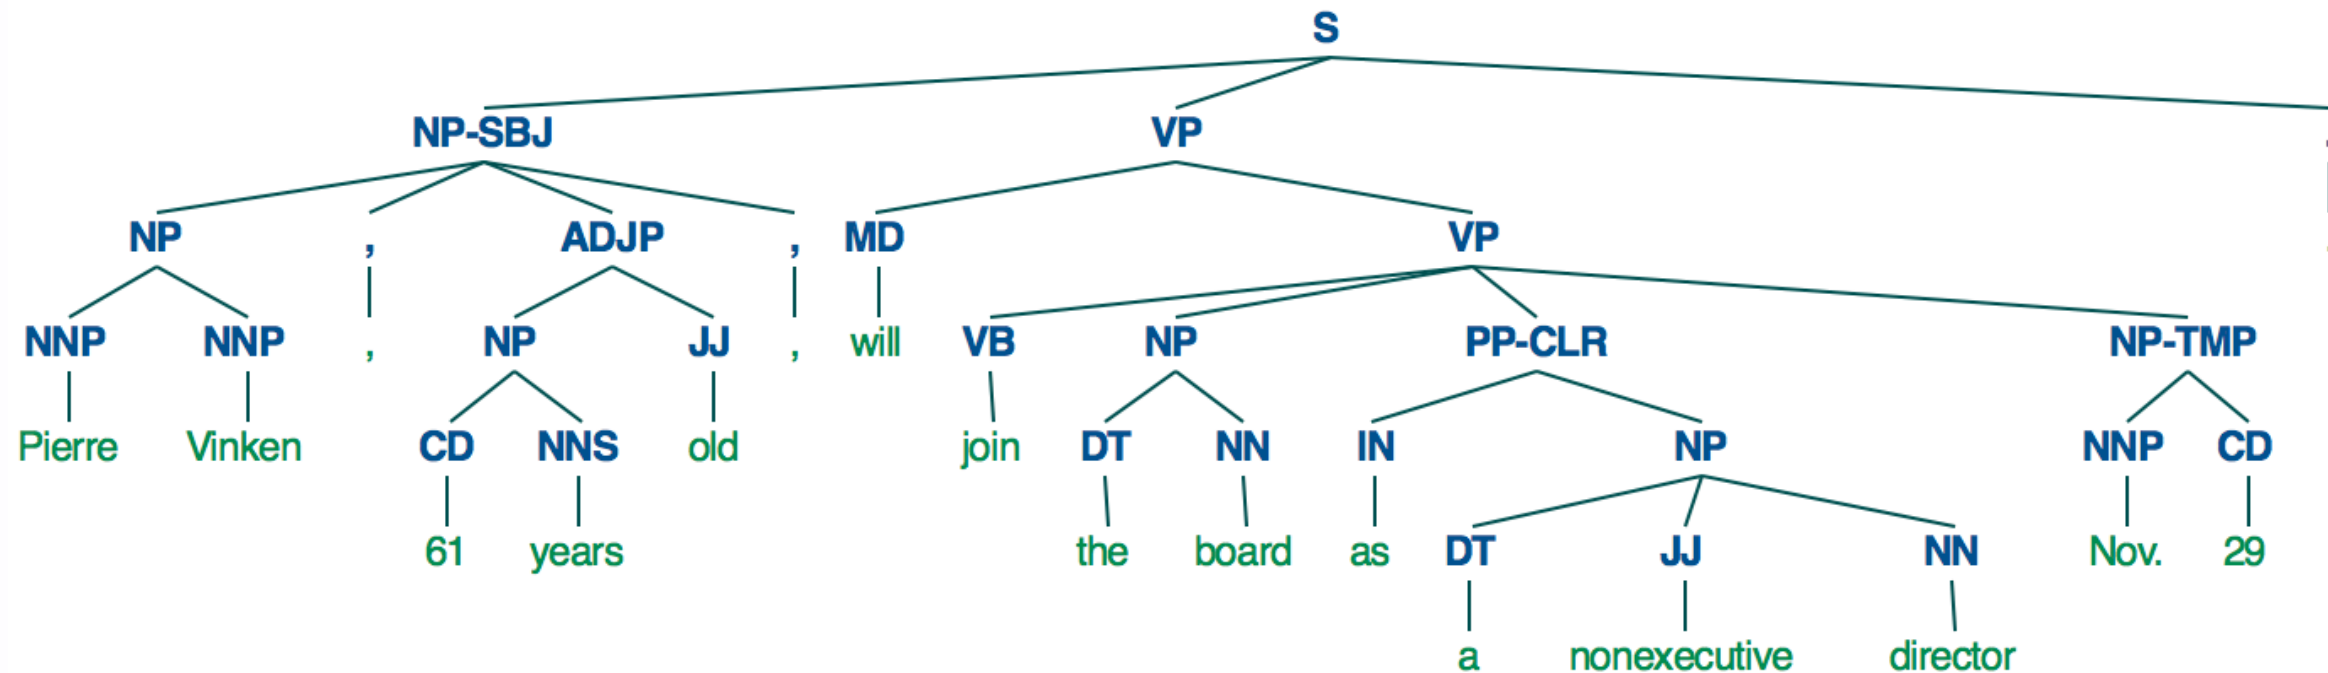 S
NP-SBJ VP
NP , ADJP , MD VP
NNP NNP , NP JJ , will VB NP PP-CLR NP-TMP
Pierre Vinken CD NNS old join DT NN IN NP NNP CD
61 years the board as DT JJ NN Nov. 29
a nonexecutive director